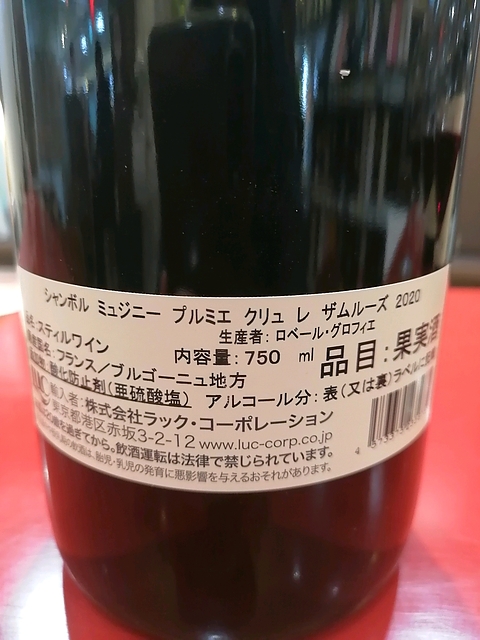 シャンボル ミュジニー プルミエ クリュ レ ザムルーズ 2020
生産者: ロベール・グロフィエ
スティルワイン
内容量: 750 ml
品目:果実酒
フランス/ブルゴーニュ地方
酸化防止剤(亜硫酸塩)
アルコール分:表(又は裏)ラベルに
輸入者:株式会社ラック・コーポレーション
東京都港区赤坂3-2-12 www.luc-corp.co.jp
過ぎてから。飲酒運転は法律で禁じられています。
胎児・乳児の発育に悪影響を与えるおそれがあります。